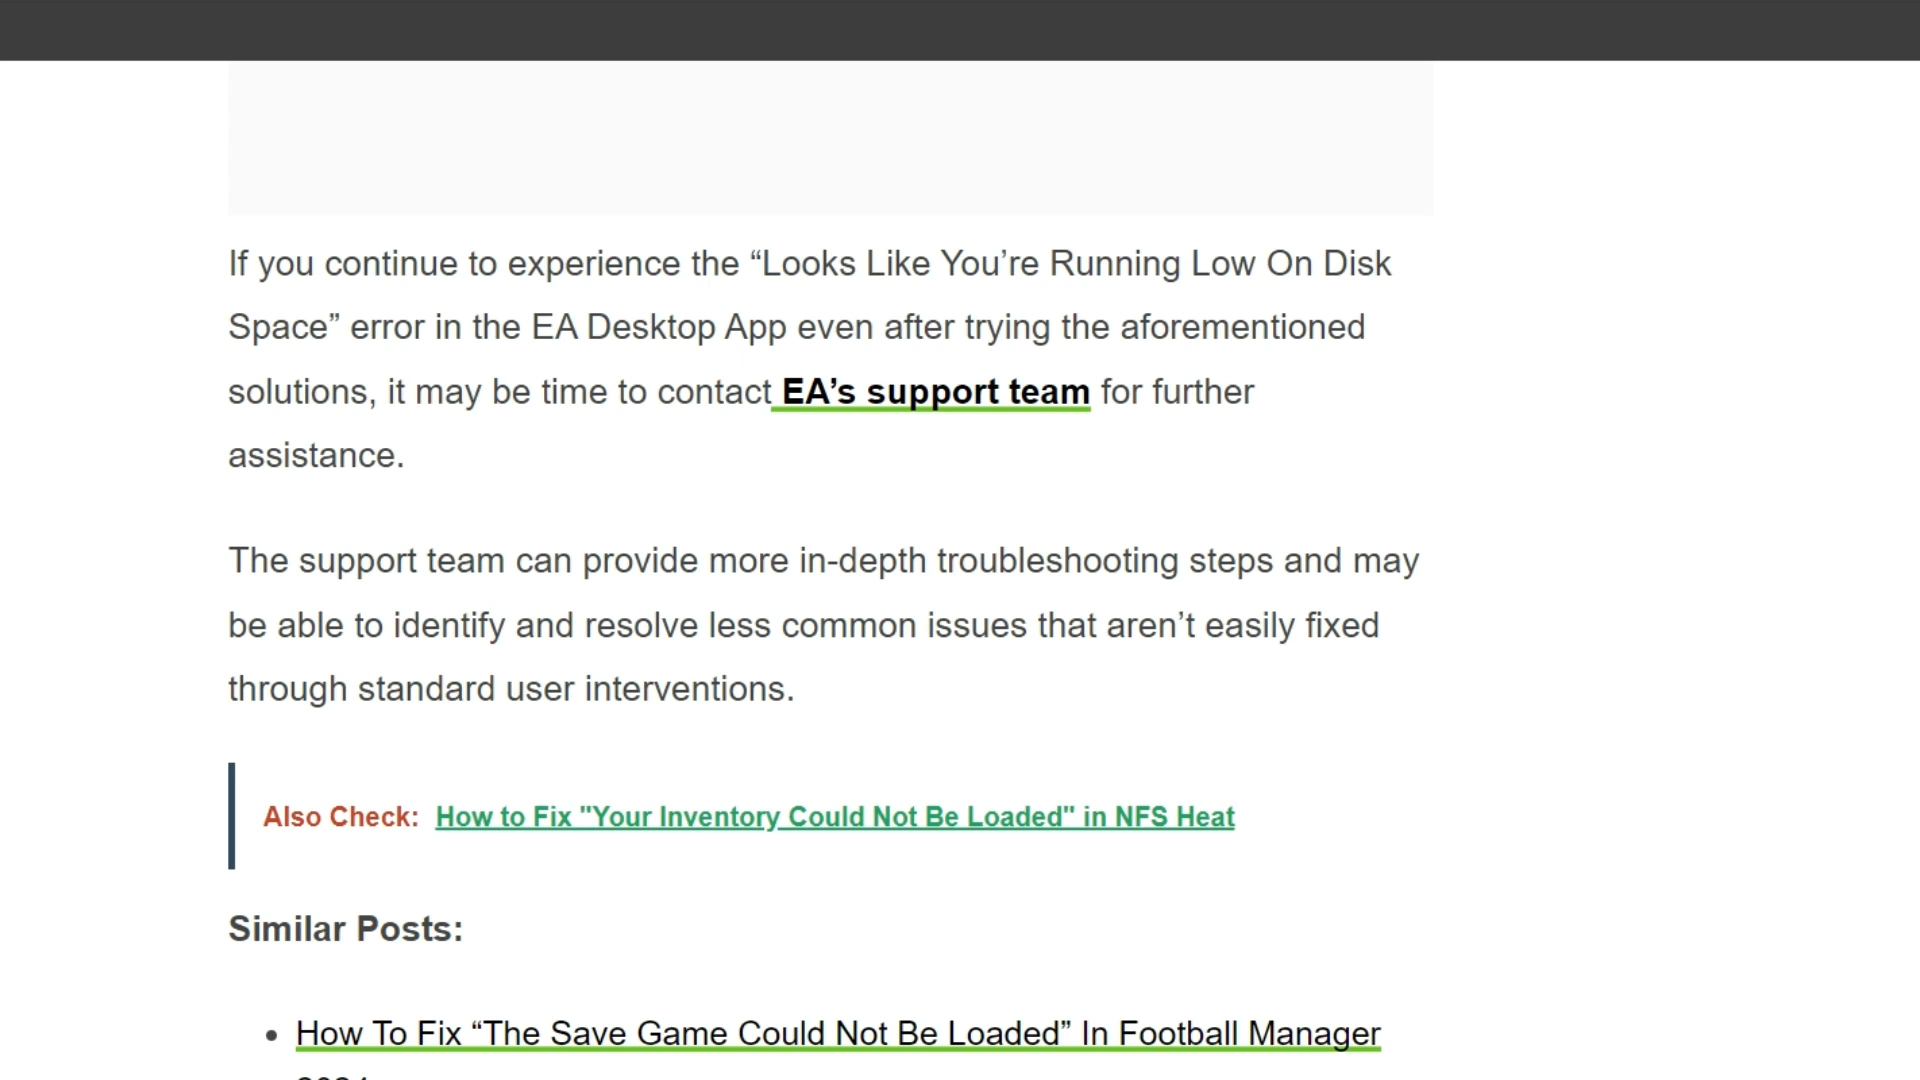 If you continue to experience the “Looks Like You’re Running Low On Disk
Space” error in the EA Desktop App even after trying the aforementioned
solutions, it may be time to contact EA’s support team for further
assistance.
The support team can provide more in-depth troubleshooting steps and may
be able to identify and resolve less common issues that aren’t easily fixed
through standard user interventions.
Also Check: How to Fix "Your Inventory Could Not Be Loaded" in NFS Heat
Similar Posts:
• How To Fix “The Save Game Could Not Be Loaded” In Football Manager